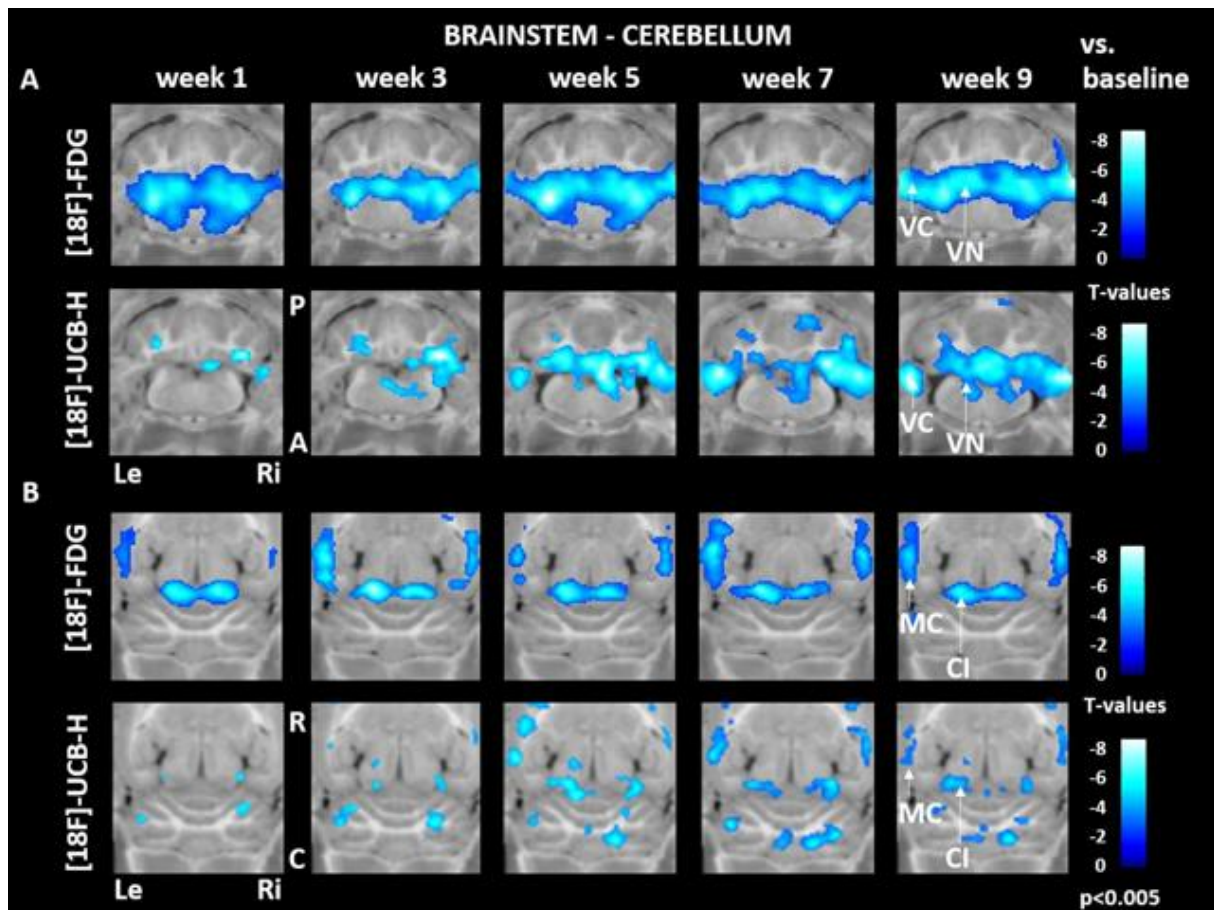 BRAINSTEM - CEREBELLUM
vs.
baseline
A
week 1
week 3
week 5
week 7
week 9
[18F]-FDG
VC
VN
-8
-6
-4
-2
0
[18F]-UCB-H
P
A
Le
Ri
VC
VN
T-values
-8
-6
-4
-2
0
B
[18F]-FDG
MC
CI
-8
-6
-4
-2
0
[18F]-UCB-H
R
C
Le
Ri
MC
CI
T-values
-8
-6
-4
-2
0
p<0.005